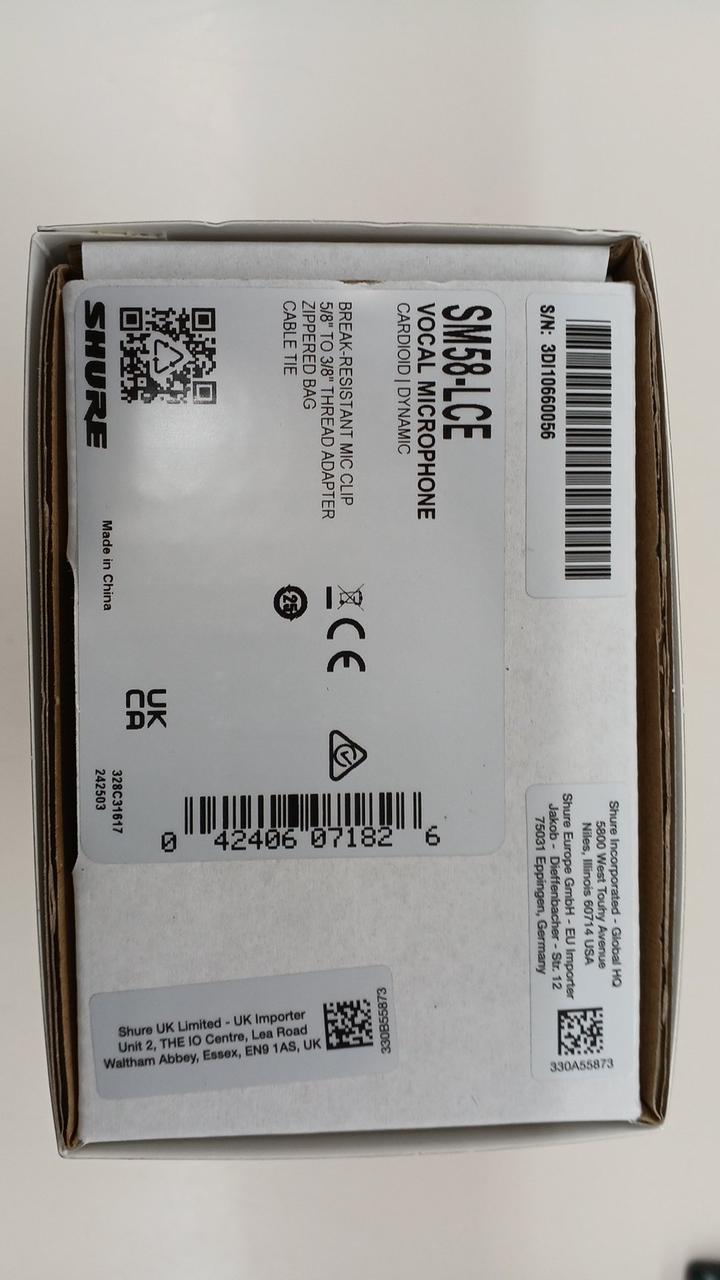 S/N: 3DI10660056
SM58-LCE
VOCAL MICROPHONE
CARDIOID | DYNAMIC
BREAK-RESISTANT MIC CLIP
5/8" TO 3/8" THREAD ADAPTER
ZIPPERED BAG
CABLE TIE
SHURE
Made in China
25
CE
UK
CA
328C31617
242503
0 42406 07182 6
Shure Incorporated - Global HQ
5800 West Touhy Avenue
Niles, Illinois 60714 USA
Shure Europe GmbH - EU Importer
Jakob - Dieffenbacher - Str. 12
75031 Eppingen, Germany
330A55873
Shure UK Limited - UK Importer
Unit 2, THE IO Centre, Lea Road
Waltham Abbey, Essex, EN9 1AS, UK
330B55873